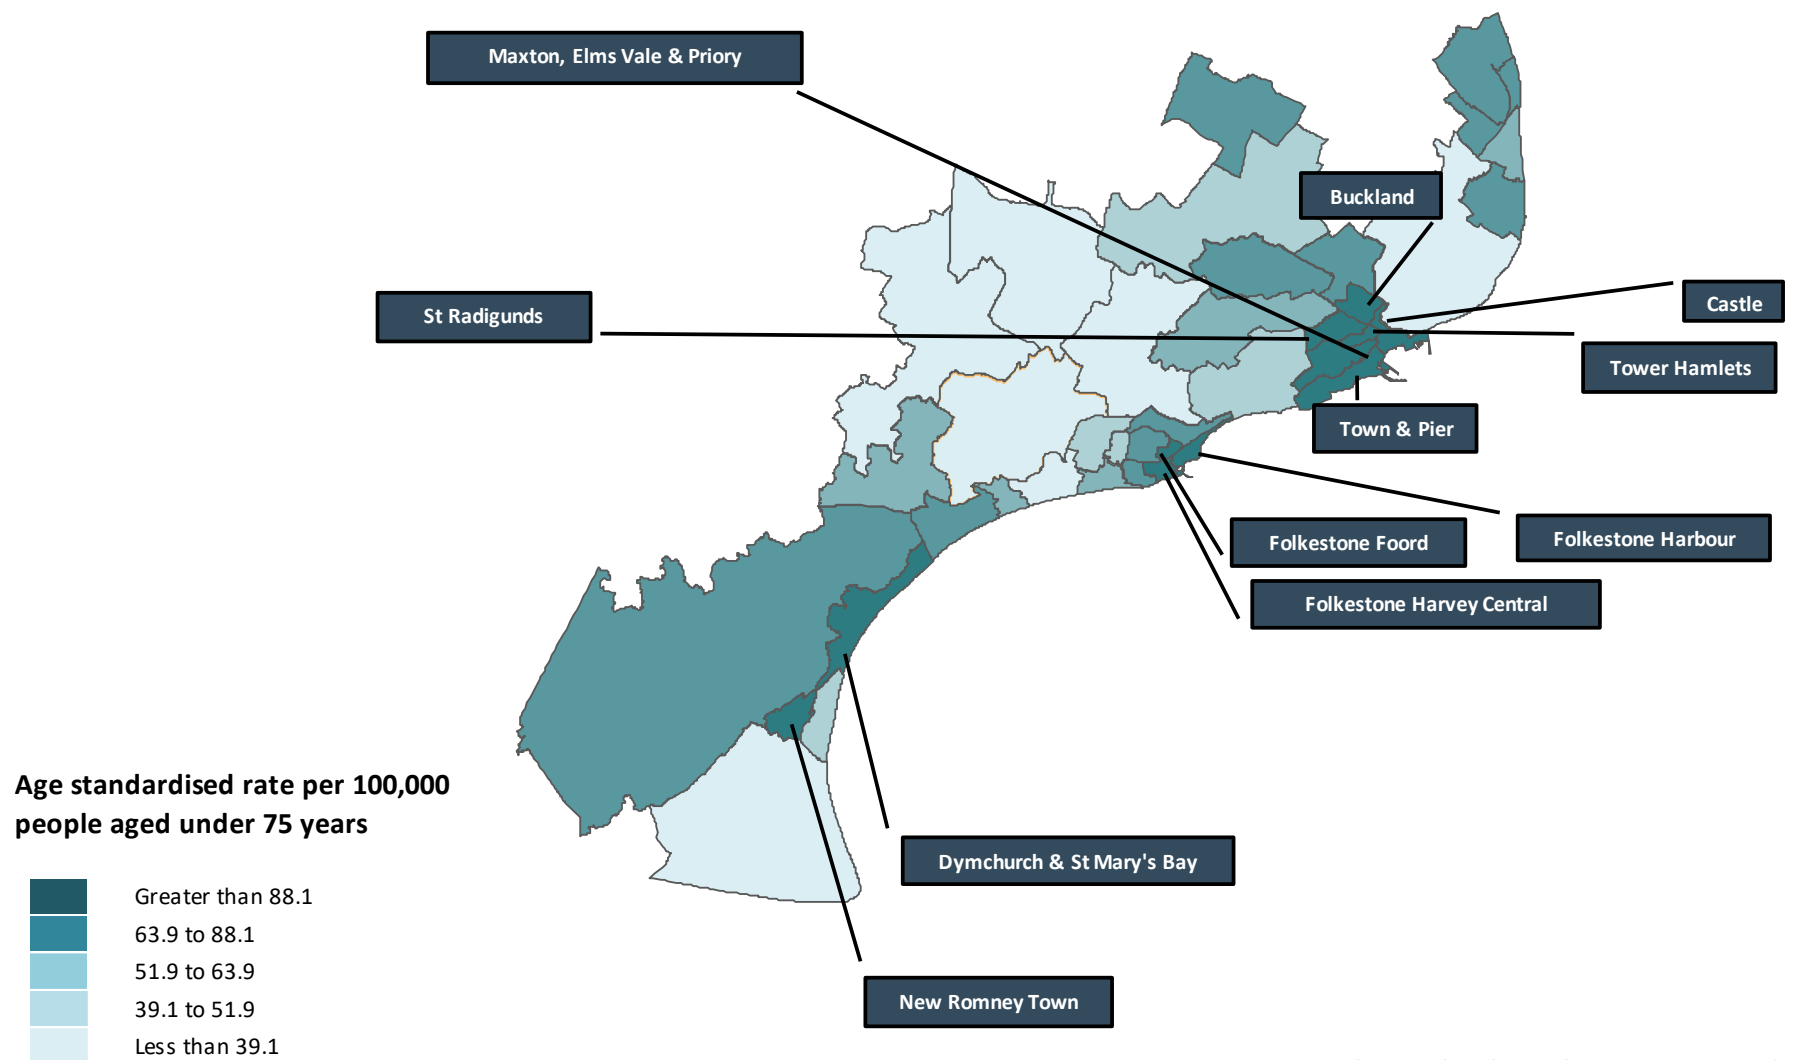 Maxton, Elms Vale & Priory
Buckland
Castle
St Radigunds
Tower Hamlets
Town & Pier
Folkestone Foord
Folkestone Harbour
Folkestone Harvey Central
Dymchurch & St Mary's Bay
New Romney Town
Age standardised rate per 100,000
people aged under 75 years
Greater than 88.1
63.9 to 88.1
51.9 to 63.9
39.1 to 51.9
Less than 39.1